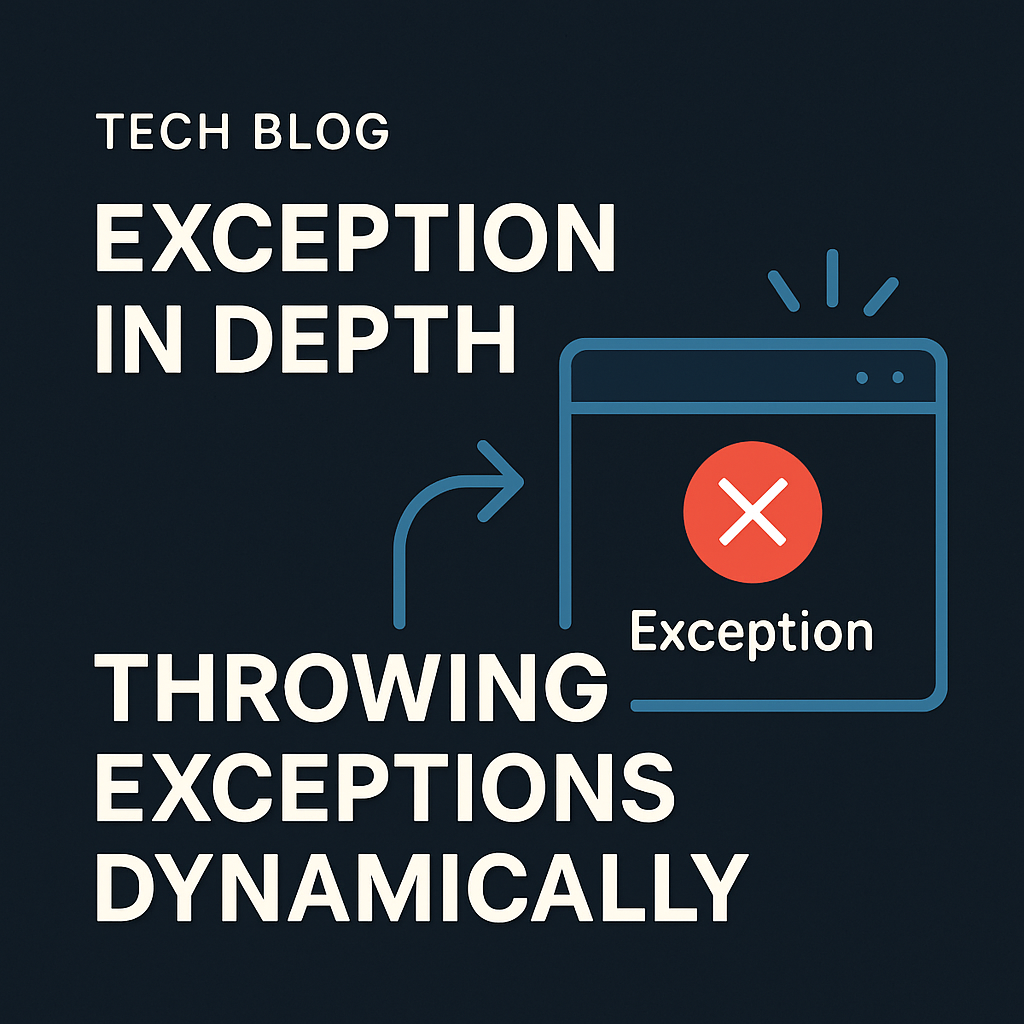 TECH BLOG
EXCEPTION
IN DEPTH
Exception
THROWING
EXCEPTIONS
DYNAMICALLY